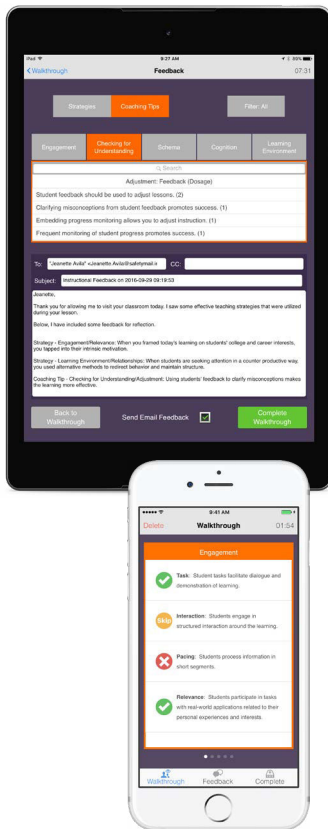 iPad
9:27 AM
89%
Walkthrough
Feedback
07:31
Strategies
Coaching Tips
Filter: All
Engagement
Checking for
Understanding
Schema
Cognition
Learning
Environment
Search
Adjustment: Feedback (Dosage)
Student feedback should be used to adjust lessons. (2)
Clarifying misconceptions from student feedback promotes success. (1)
Embedding progress monitoring allows you to adjust instruction. (1)
Frequent monitoring of student progress promotes success. (1)
To: "Jeanette Avila" <Jeanette.Avila@safetymail.o
CC:
Subject: Instructional Feedback on 2016-09-29 09:19:53
Jeanette,
Thank you for allowing me to visit your classroom today. I saw some effective teaching strategies that were utilized
during your lesson.
Below, I have included some feedback for reflection.
Strategy - Engagement/Relevance: When you framed today's learning on students' college and career interests,
you tapped into their intrinsic motivation.
Strategy - Learning Environment/Relationships: When students are seeking attention in a counter productive way,
you used alternative methods to redirect behavior and maintain structure.
Coaching Tip - Checking for Understanding/Adjustment: Using students' feedback to clarify misconceptions makes
the learning more effective.
Back to
Walkthrough
Send Email Feedback
Complete
Walkthrough
9:41 AM
Delete
Walkthrough
01:54
Engagement
Task: Student tasks facilitate dialogue and
demonstration of learning.
Skip
Interaction: Students engage in
structured interaction around the learning.
Pacing: Students process information in
short segments.
Relevance: Students participate in tasks
with real-world applications related to their
personal experiences and interests.
Walkthrough
Feedback
Complete